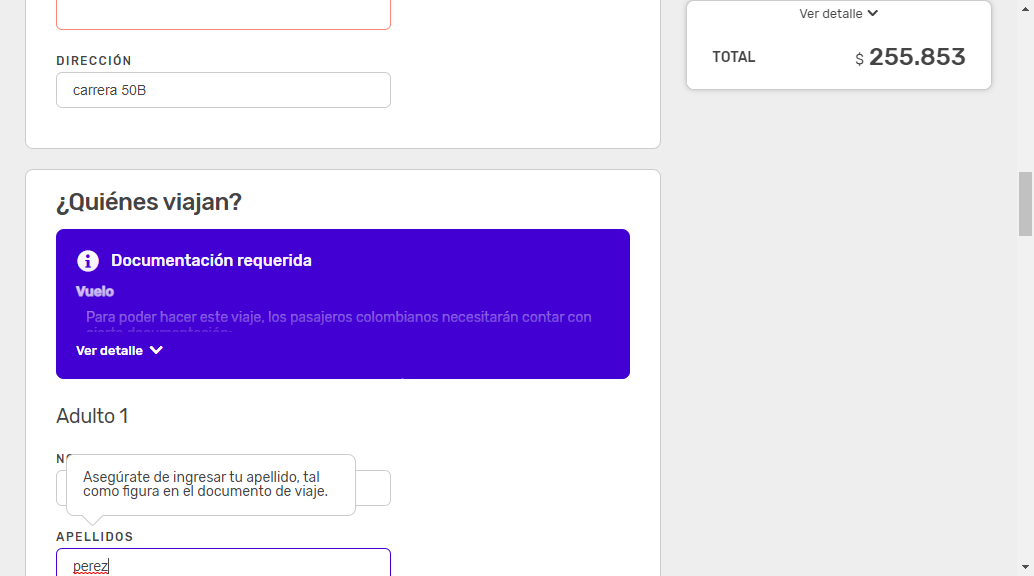 Ver detalle
TOTAL
$ 255.853
DIRECCIÓN
carrera 50B
¿Quiénes viajan?
Documentación requerida
Vuelo
Para poder hacer este viaje, los pasajeros colombianos necesitarán contar con
Ver detalle
Adulto 1
Asegúrate de ingresar tu apellido, tal
como figura en el documento de viaje.
APELLIDOS
perez